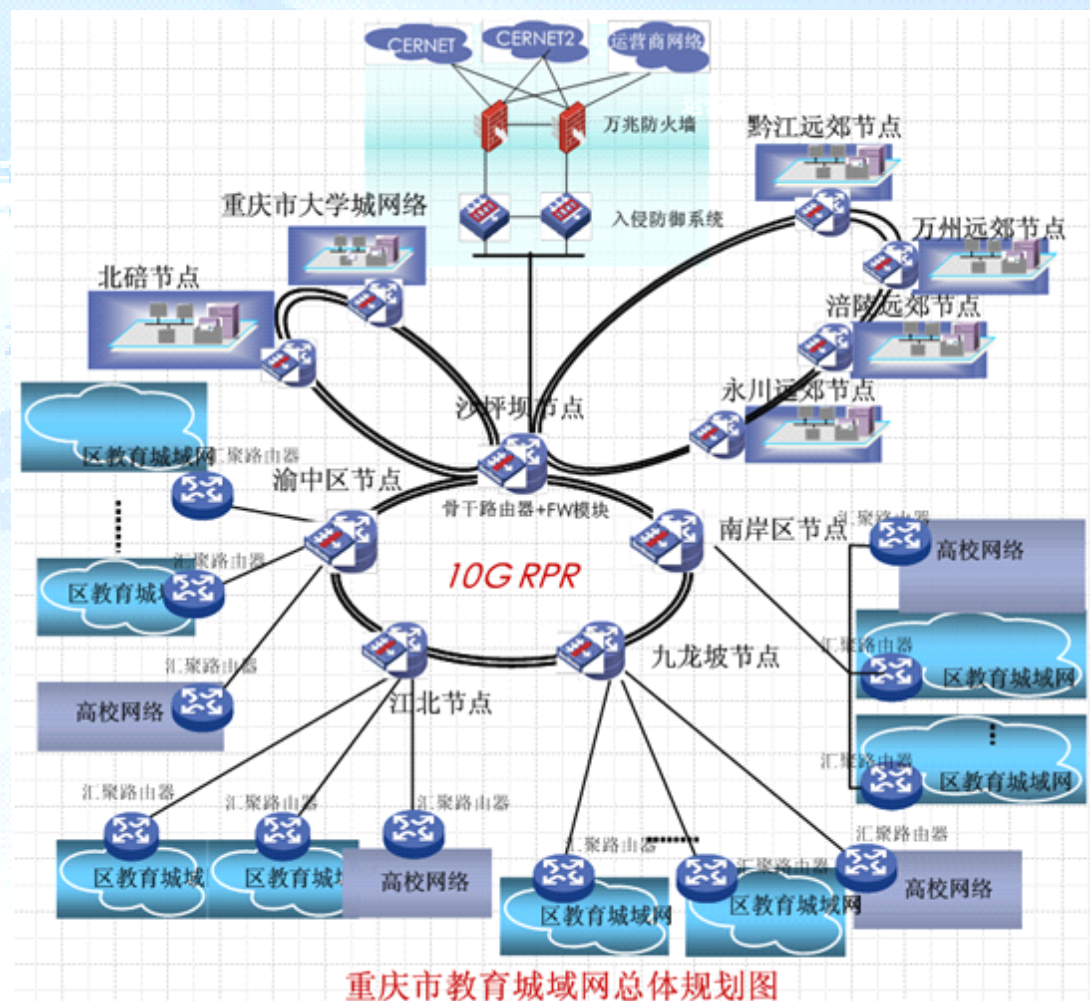 CERNET
CERNET2
运营商网络
万兆防火墙
黔江远郊节点
重庆市大学城网络
入侵防御系统
万州远郊节点
北碚节点
涪陵远郊节点
沙坪坝节点
永川远郊节点
区教育城域网
汇聚路由器
渝中区节点
骨干路由器+FW模块
南岸区节点
汇聚路由器
高校网络
汇聚路由器
区教育城域
10G RPR
汇聚路由器
区教育城域网
汇聚路由器
高校网络
江北节点
九龙坡节点
汇聚路由器
区教育城域网
汇聚路由器
区教育城域
汇聚路由器
区教育城域
汇聚路由器
高校网络
汇聚路由器
区教育城域网
汇聚路由器
区教育城域网
汇聚路由器
高校网络
重庆市教育城域网总体规划图